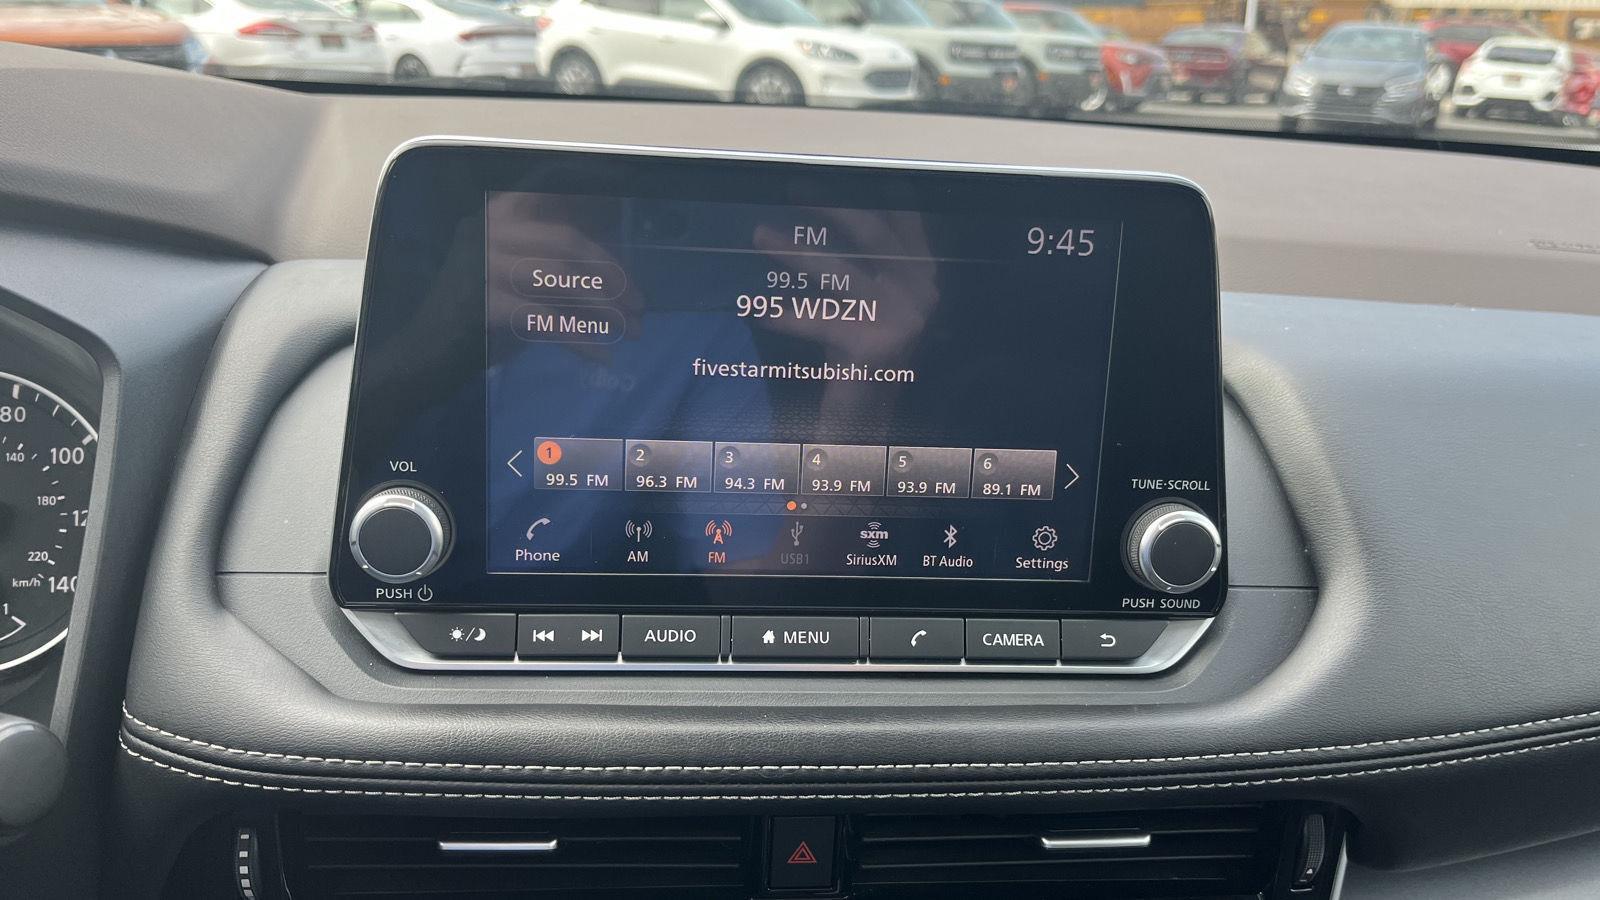 FM
9:45
Source
99.5 FM
995 WDZN
FM Menu
fivestarmitsubishi.com
1
2
3
4
5
6
99.5 FM
96.3 FM
94.3 FM
93.9 FM
93.9 FM
89.1 FM
Phone
AM
FM
USB1
sxm
SiriusXM
BT Audio
Settings
VOL
PUSH
TUNE·SCROLL
PUSH SOUND
AUDIO
MENU
CAMERA
80
100
140
180
220
km/h
140
1